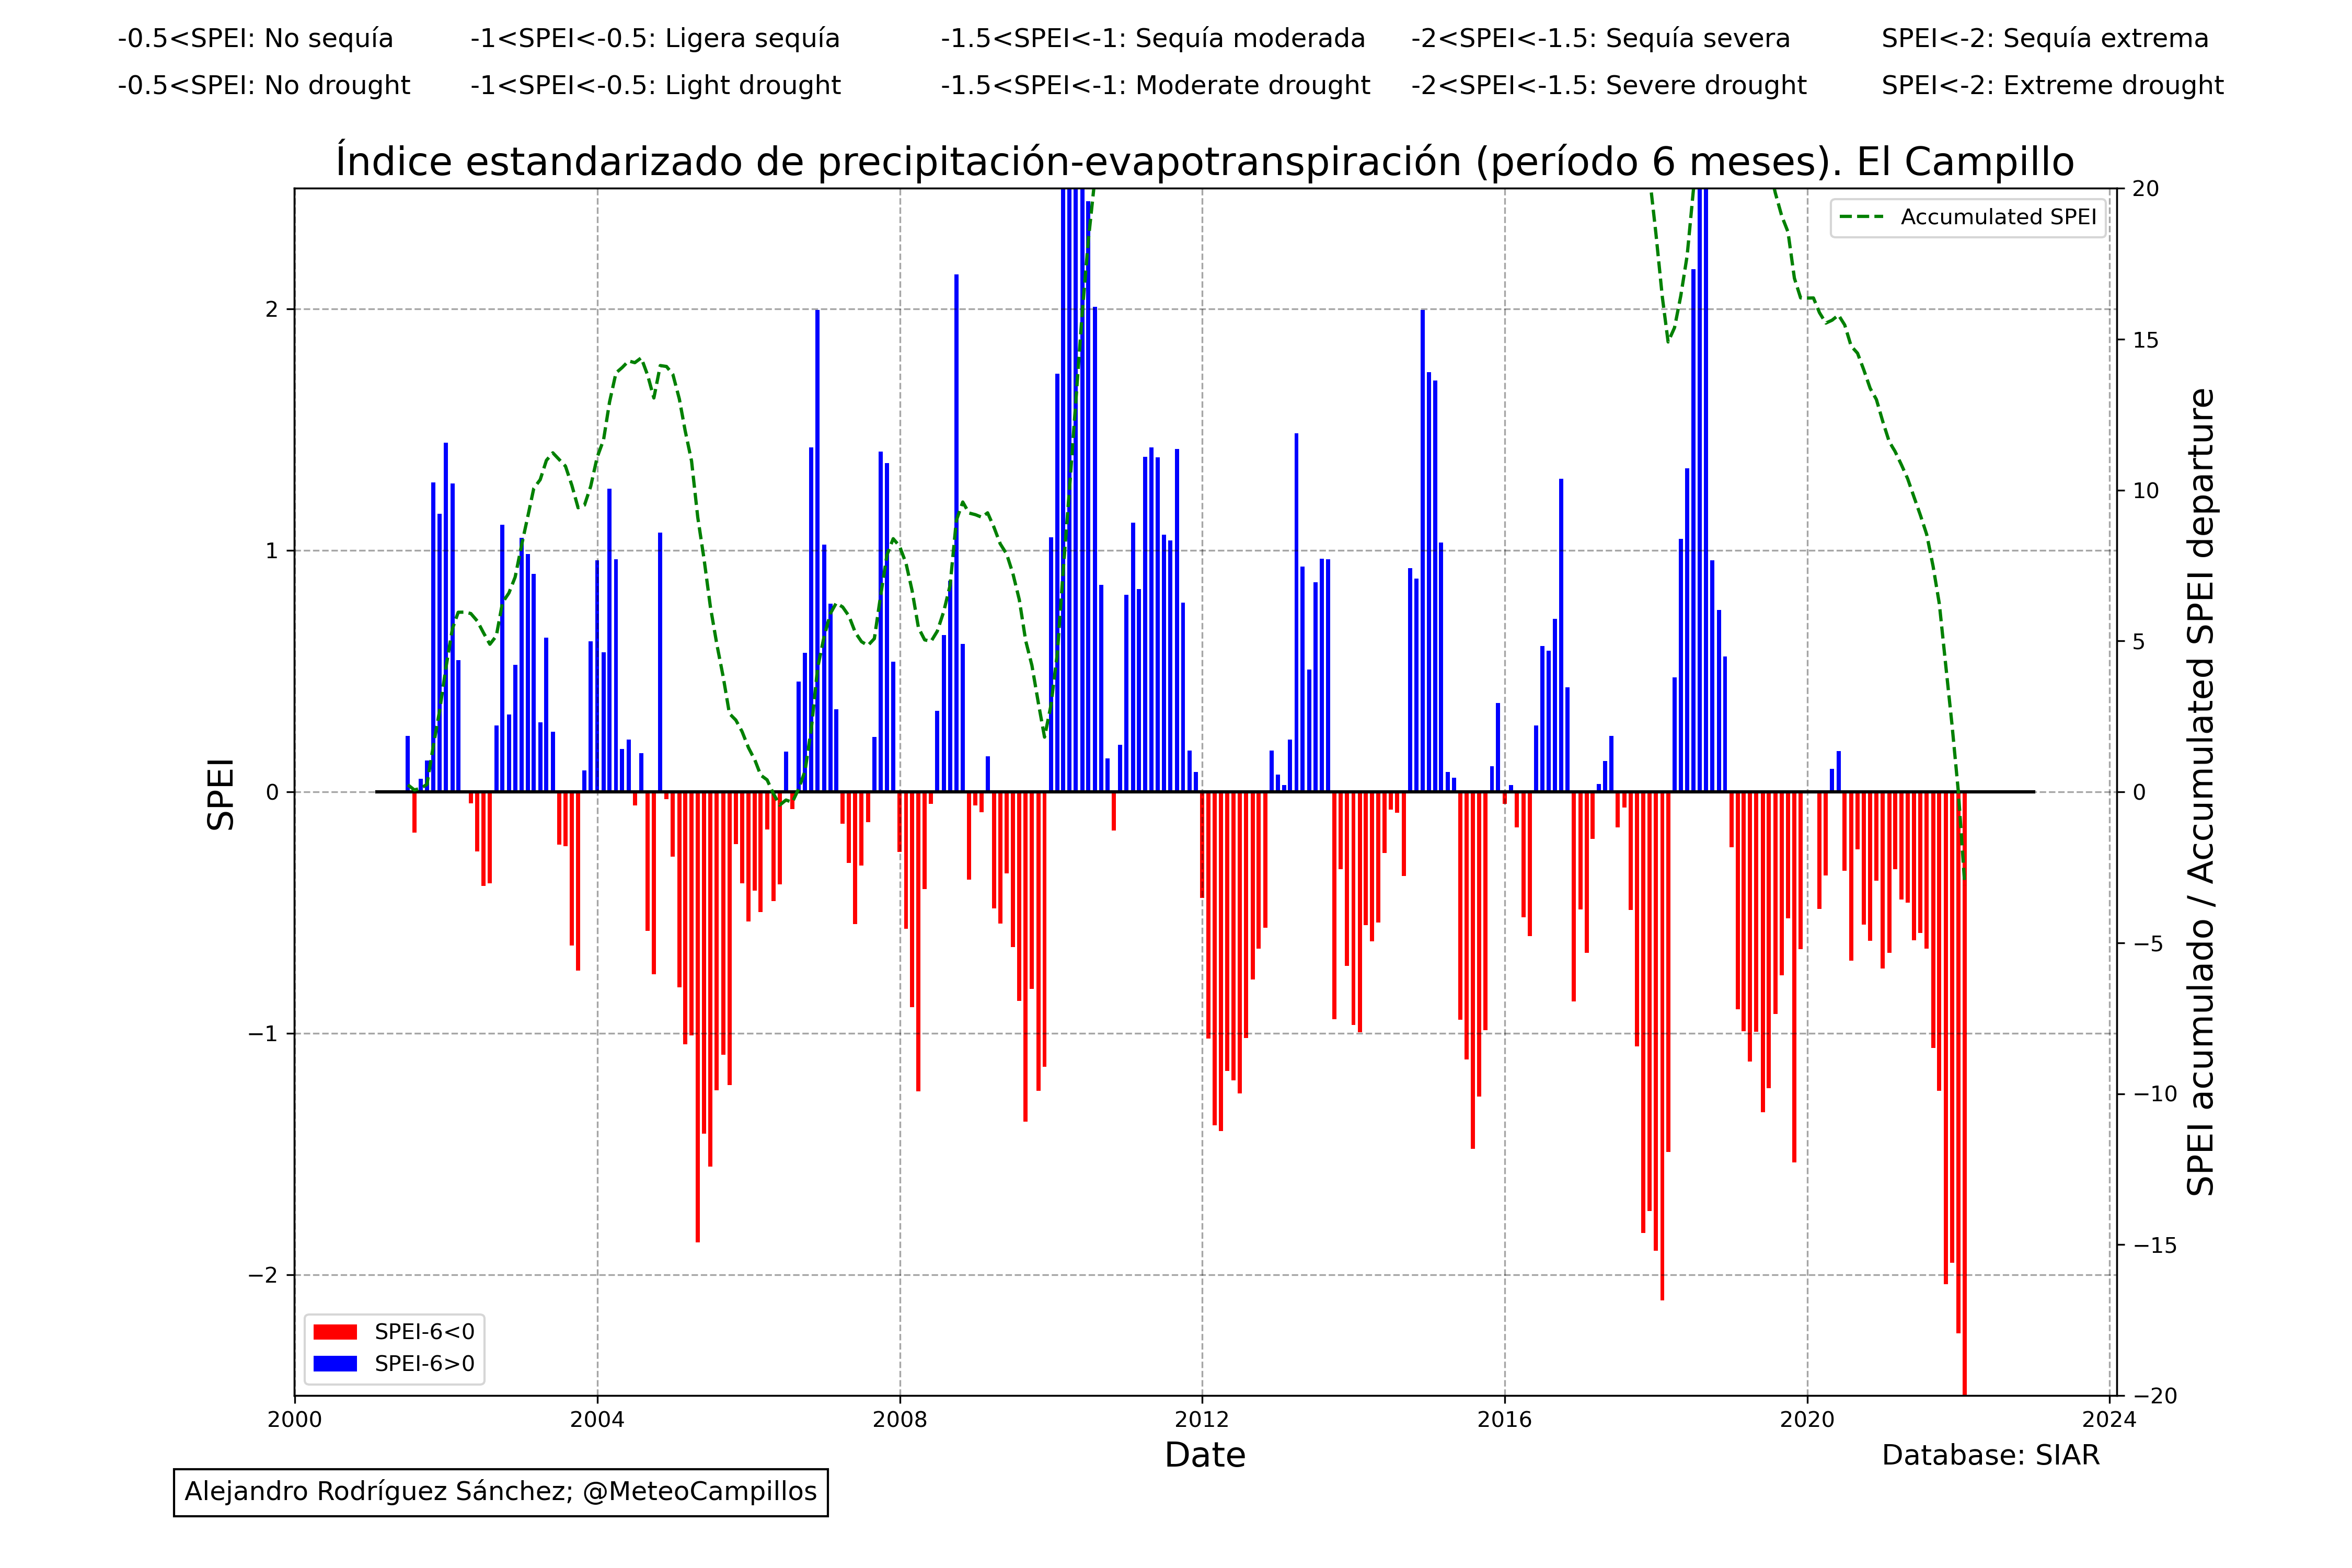 -0.5<SPEI: No sequía -1<SPEI<-0.5: Ligera sequía -1.5<SPEI<-1: Sequía moderada -2<SPEI<-1.5: Sequía severa SPEI<-2: Sequía extrema
-0.5<SPEI: No drought -1<SPEI<-0.5: Light drought -1.5<SPEI<-1: Moderate drought -2<SPEI<-1.5: Severe drought SPEI<-2: Extreme drought
Índice estandarizado de precipitación-evapotranspiración (período 6 meses). El Campillo
Accumulated SPEI
SPEI
2
1
0
−1
−2
20
15
10
5
0
−5
−10
−15
−20
SPEI acumulado / Accumulated SPEI departure
SPEI-6<0
SPEI-6>0
2000 2004 2008 2012 2016 2020 2024
Date
Database: SIAR
Alejandro Rodríguez Sánchez; @MeteoCampillos